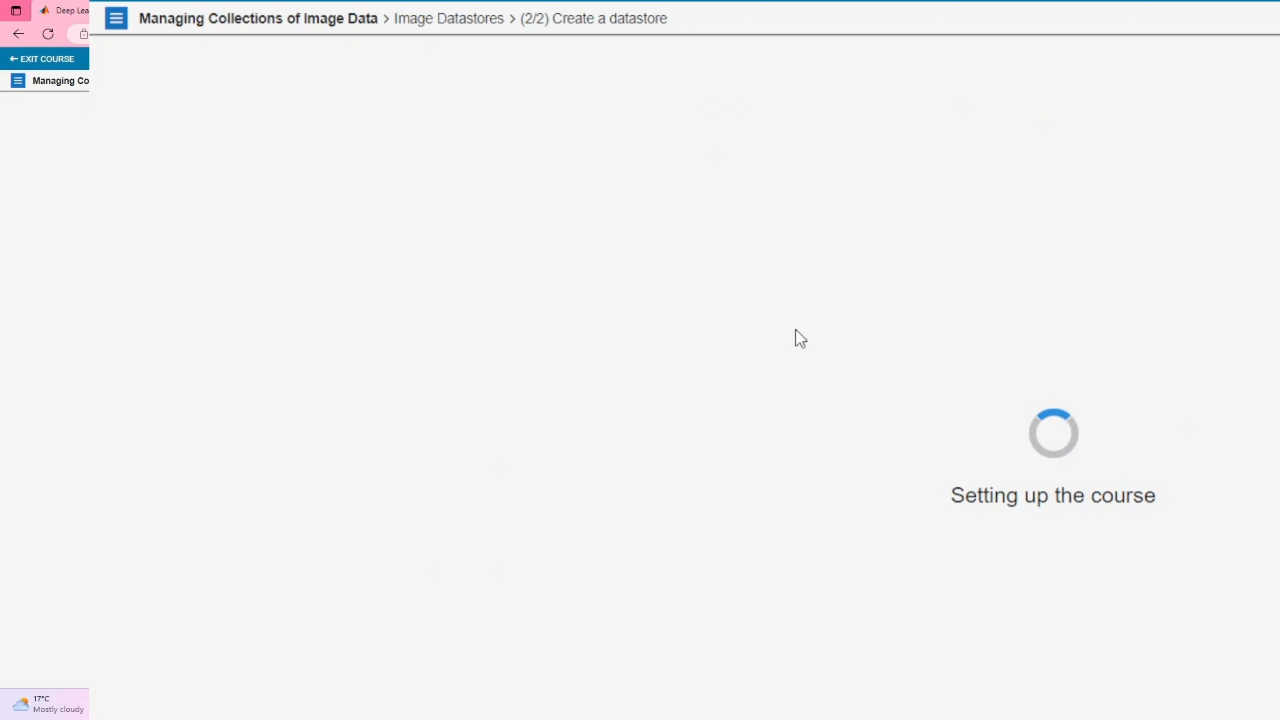 Managing Collections of Image Data > Image Datastores > (2/2) Create a datastore
Deep Lea
EXIT COURSE
Managing Co
Setting up the course
17°C
Mostly cloudy